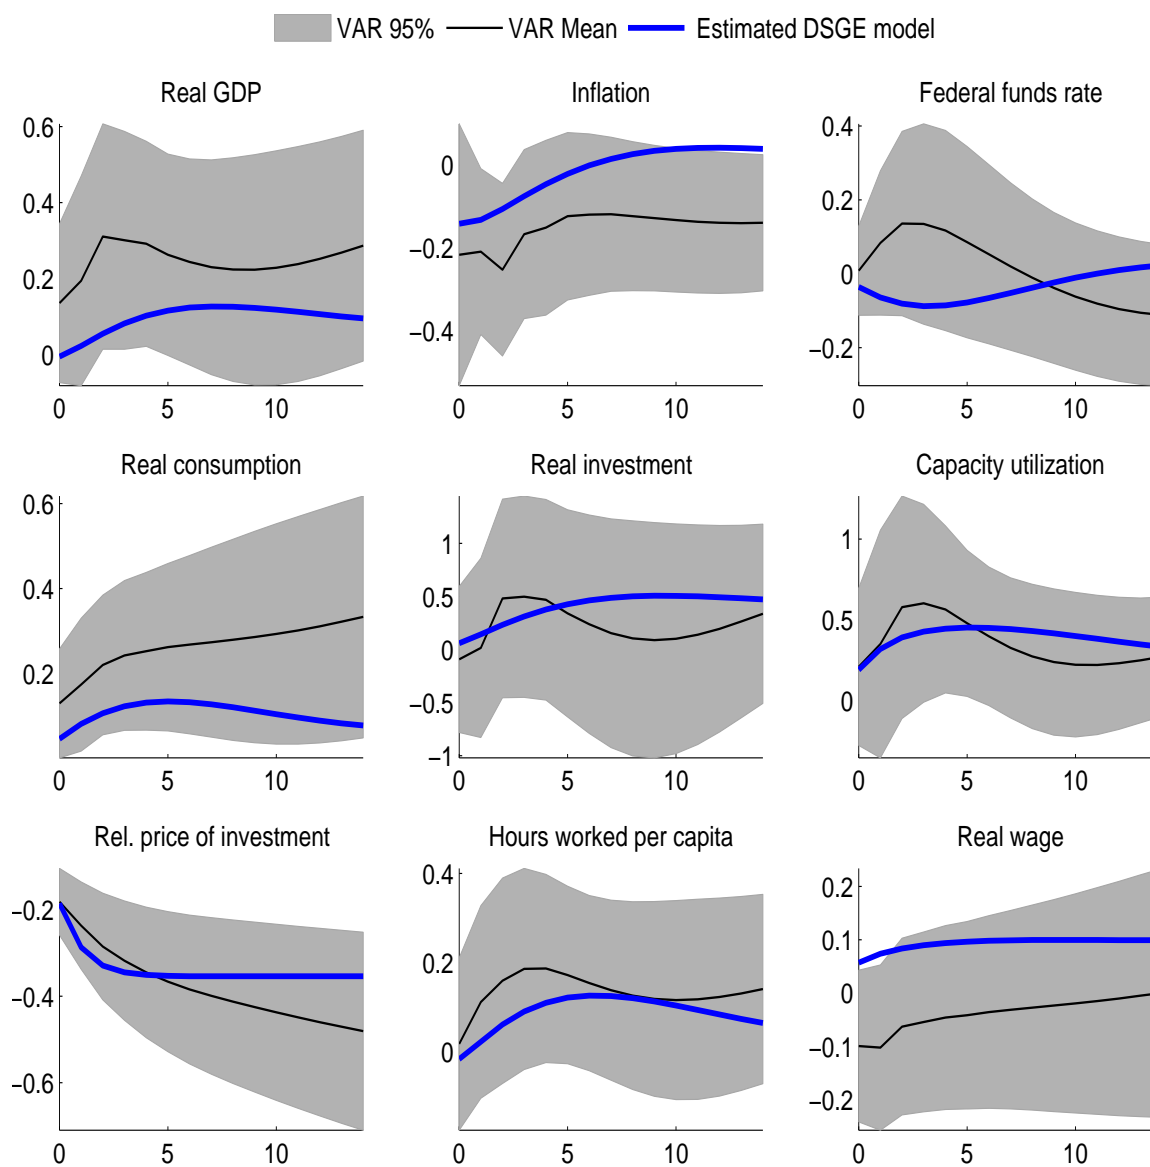 VAR 95% VAR Mean Estimated DSGE model
Real GDP Inflation Federal funds rate
0.6
0.4
0.2
0
0 5 10
0
−0.2
−0.4
0 5 10
0.4
0.2
0
−0.2
0 5 10
Real consumption Real investment Capacity utilization
0.6
0.4
0.2
0 5 10
1
0.5
0
−0.5
−1
0 5 10
1
0.5
0
0 5 10
Rel. price of investment Hours worked per capita Real wage
−0.2
−0.4
−0.6
0 5 10
0.4
0.2
0
0 5 10
0.2
0.1
0
−0.1
−0.2
0 5 10